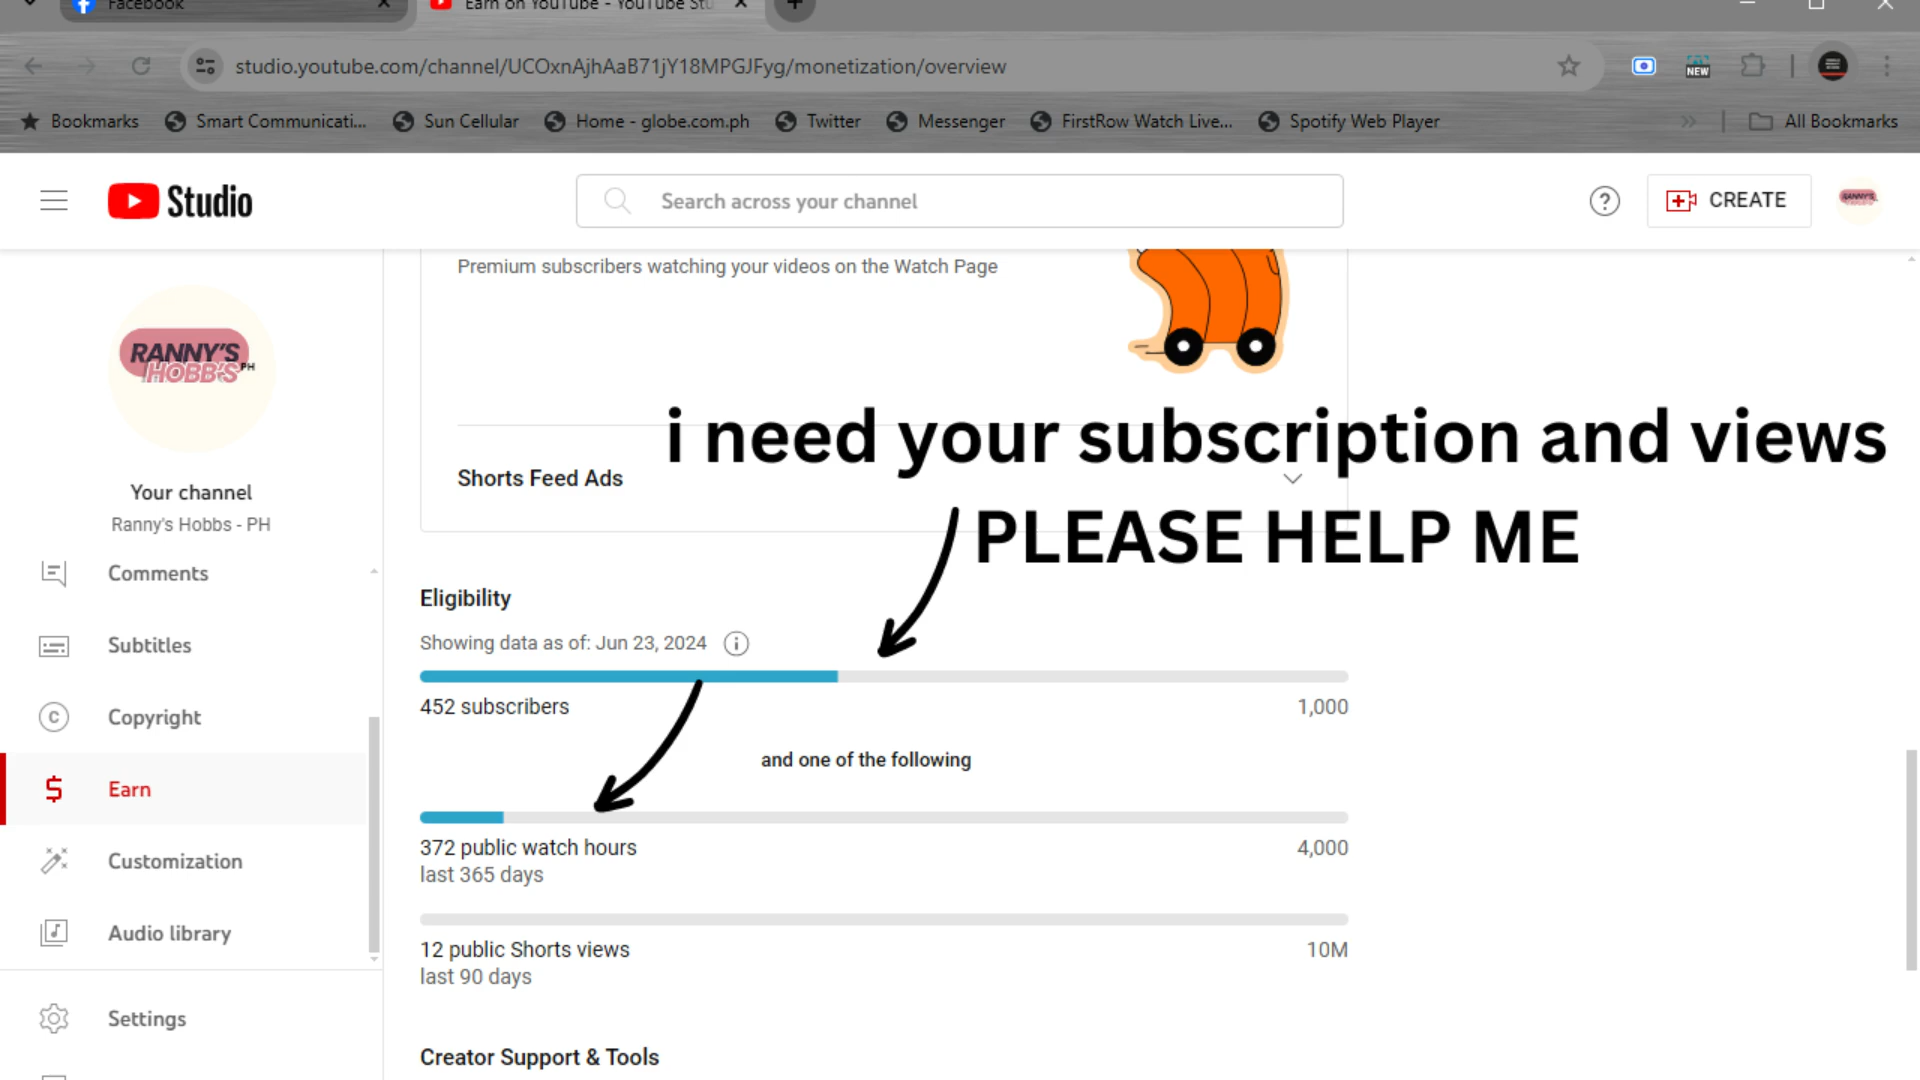 Facebook
Earn on YouTube - YouTube Stu
studio.youtube.com/channel/UCOxnAjhAaB71jY18MPGJFyg/monetization/overview
NEW
Bookmarks
Smart Communicati...
Sun Cellular
Home - globe.com.ph
Twitter
Messenger
FirstRow Watch Live...
Spotify Web Player
All Bookmarks
Studio
Search across your channel
CREATE
RANNY'S
HOBB'S
Premium subscribers watching your videos on the Watch Page
RANNY'S
HOBB'S PH
Your channel
Ranny's Hobbs - PH
Comments
Subtitles
Copyright
Earn
Customization
Audio library
Settings
i need your subscription and views
Shorts Feed Ads
PLEASE HELP ME
Eligibility
Showing data as of: Jun 23, 2024
452 subscribers
1,000
and one of the following
372 public watch hours
4,000
last 365 days
12 public Shorts views
10M
last 90 days
Creator Support & Tools